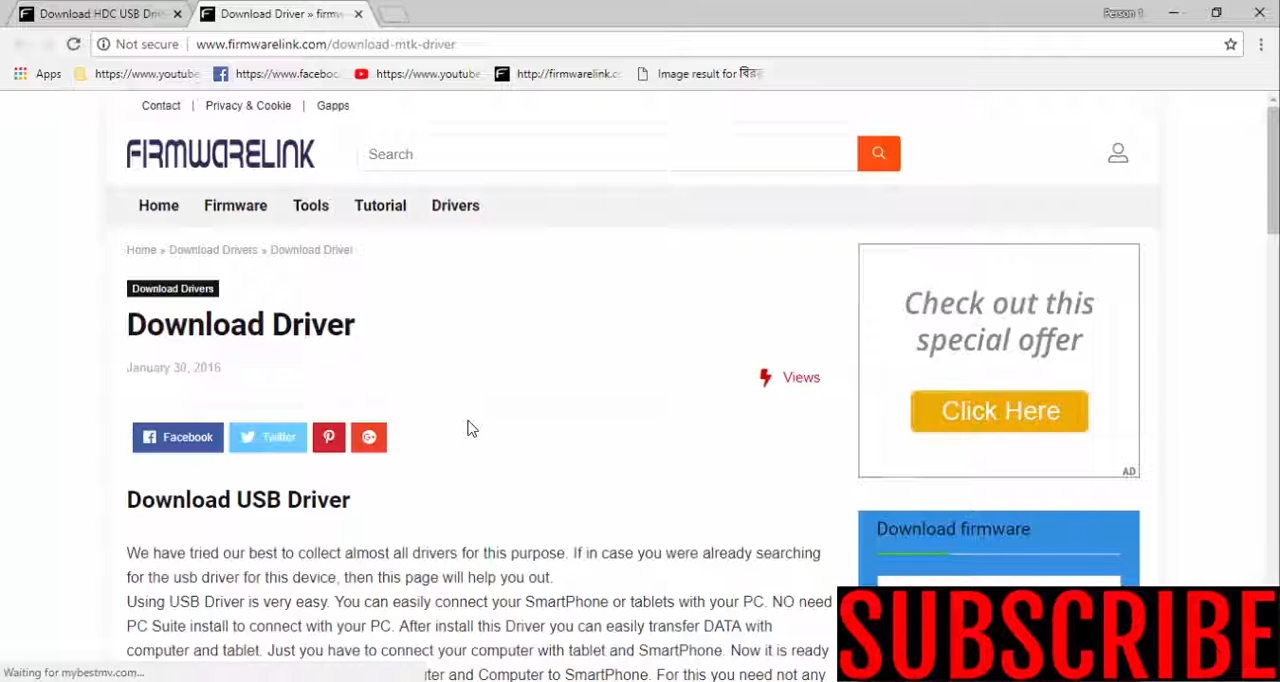 Download HDC USB Dri
Download Driver » firmw
Person 1
Not secure
www.firmwarelink.com/download-mtk-driver
Apps
https://www.youtube
https://www.faceboc
https://www.youtube
http://firmwarelink.c
Image result for বির
Contact | Privacy & Cookie | Gapps
FIRMWARELINK
Search
Home Firmware Tools Tutorial Drivers
Home » Download Drivers » Download Driver
Download Drivers
Download Driver
January 30, 2016
Views
Facebook
Twitter
Check out this
special offer
Click Here
AD
Download USB Driver
We have tried our best to collect almost all drivers for this purpose. If in case you were already searching
for the usb driver for this device, then this page will help you out.
Using USB Driver is very easy. You can easily connect your SmartPhone or tablets with your PC. NO need
PC Suite install to connect with your PC. After install this Driver you can easily transfer DATA with
computer and tablet. Just you have to connect your computer with tablet and SmartPhone. Now it is ready
ter and Computer to SmartPhone. For this you need not any
Download firmware
SUBSCRIBE
Waiting for mybestmv.com...